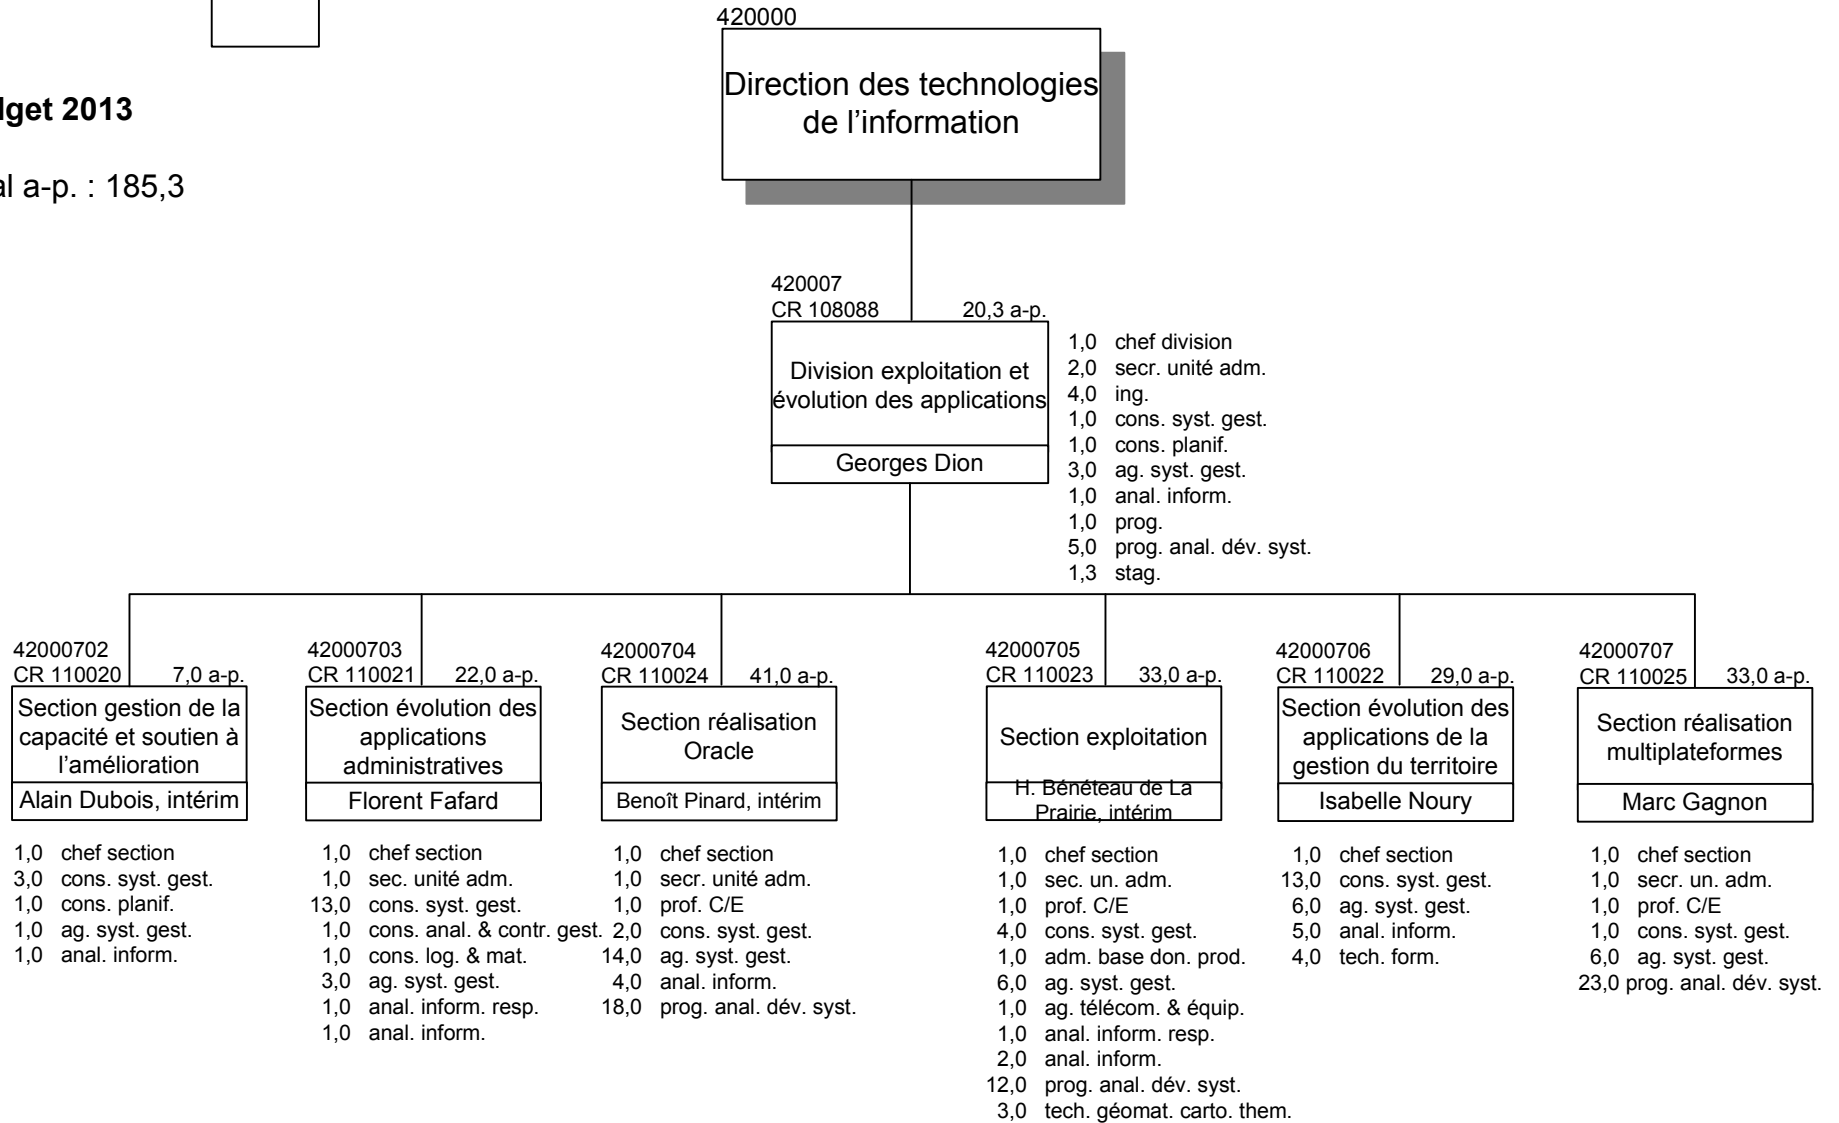 420000
Direction des technologies
de l'information
dget 2013
al a-p. : 185,3
420007
CR 108088 20,3 a-p.
Division exploitation et
évolution des applications
Georges Dion
1,0 chef division
2,0 secr. unité adm.
4,0 ing.
1,0 cons. syst. gest.
1,0 cons. planif.
3,0 ag. syst. gest.
1,0 anal. inform.
1,0 prog.
5,0 prog. anal. dév. syst.
1,3 stag.
42000702
CR 110020 7,0 a-p.
Section gestion de la
capacité et soutien à
l'amélioration
Alain Dubois, intérim
1,0 chef section
3,0 cons. syst. gest.
1,0 cons. planif.
1,0 ag. syst. gest.
1,0 anal. inform.
42000703
CR 110021 22,0 a-p.
Section évolution des
applications
administratives
Florent Fafard
1,0 chef section
1,0 sec. unité adm.
13,0 cons. syst. gest.
1,0 cons. anal. & contr. gest.
1,0 cons. log. & mat.
3,0 ag. syst. gest.
1,0 anal. inform. resp.
1,0 anal. inform.
42000704
CR 110024 41,0 a-p.
Section réalisation
Oracle
Benoît Pinard, intérim
1,0 chef section
1,0 secr. unité adm.
1,0 prof. C/E
2,0 cons. syst. gest.
14,0 ag. syst. gest.
4,0 anal. inform.
18,0 prog. anal. dév. syst.
42000705
CR 110023 33,0 a-p.
Section exploitation
H. Bénéteau de La
Prairie, intérim
1,0 chef section
1,0 sec. un. adm.
1,0 prof. C/E
4,0 cons. syst. gest.
1,0 adm. base don. prod.
6,0 ag. syst. gest.
1,0 ag. télécom. & équip.
1,0 anal. inform. resp.
2,0 anal. inform.
12,0 prog. anal. dév. syst.
3,0 tech. géomat. carto. them.
42000706
CR 110022 29,0 a-p.
Section évolution des
applications de la
gestion du territoire
Isabelle Noury
1,0 chef section
13,0 cons. syst. gest.
6,0 ag. syst. gest.
5,0 anal. inform.
4,0 tech. form.
42000707
CR 110025 33,0 a-p.
Section réalisation
multiplateformes
Marc Gagnon
1,0 chef section
1,0 secr. un. adm.
1,0 prof. C/E
1,0 cons. syst. gest.
6,0 ag. syst. gest.
23,0 prog. anal. dév. syst.